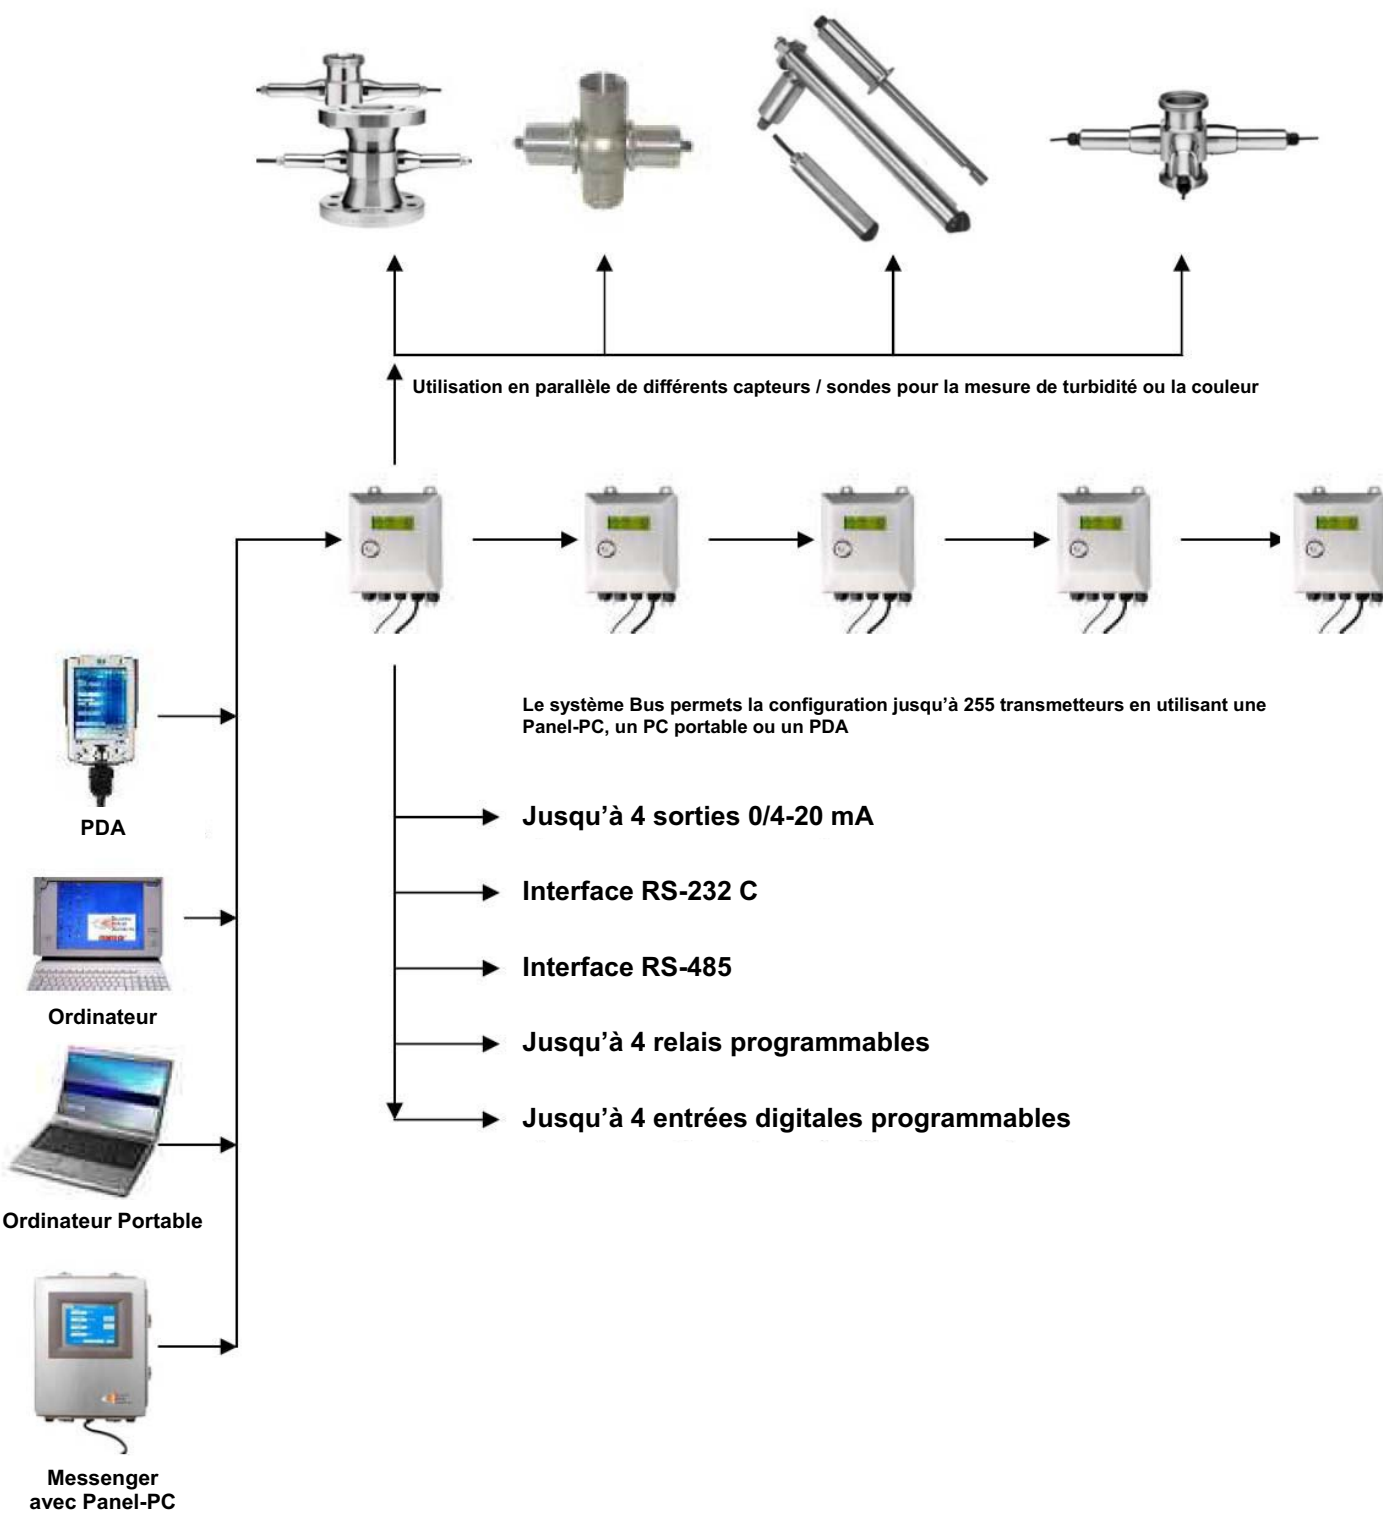 Utilisation en parallèle de différents capteurs / sondes pour la mesure de turbidité ou la couleur
Le système Bus permets la configuration jusqu'à 255 transmetteurs en utilisant une
Panel-PC, un PC portable ou un PDA
PDA
Jusqu'à 4 sorties 0/4-20 mA
Interface RS-232 C
Interface RS-485
Ordinateur
Jusqu'à 4 relais programmables
Jusqu'à 4 entrées digitales programmables
Ordinateur Portable
Messenger
avec Panel-PC